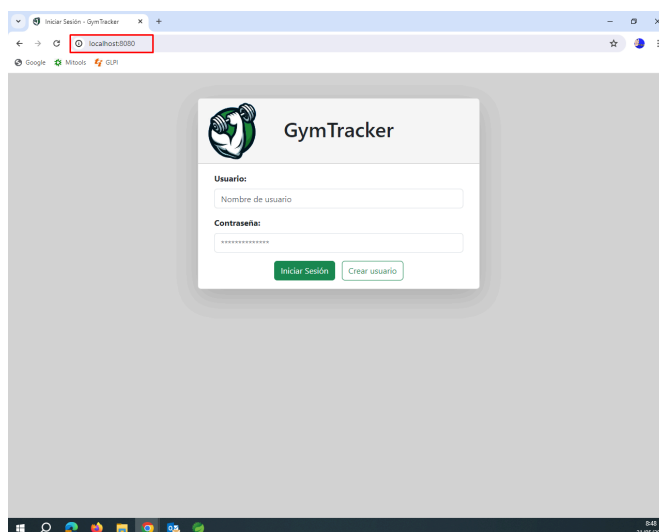 Iniciar Sesión - GymTracker
localhost:8080
Google Mitools GLPI
GymTracker
Usuario:
Nombre de usuario
Contraseña:
*************
Iniciar Sesión Crear usuario
8:48